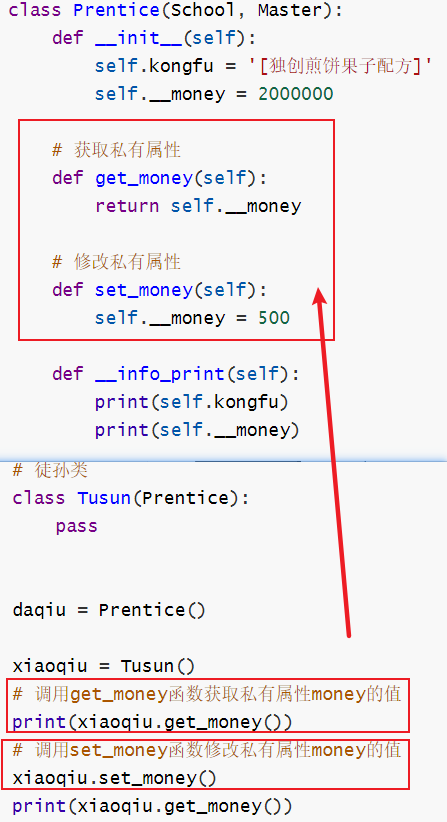 class Prentice(School, Master):
    def __init__(self):
        self.kongfu = '[独创煎饼果子配方]'
        self.__money = 2000000
    # 获取私有属性
    def get_money(self):
        return self.__money
    # 修改私有属性
    def set_money(self):
        self.__money = 500
    def __info_print(self):
        print(self.kongfu)
        print(self.__money)
# 徒孙类
class Tusun(Prentice):
    pass
daqiu = Prentice()
xiaoqiu = Tusun()
# 调用get_money函数获取私有属性money的值
print(xiaoqiu.get_money())
# 调用set_money函数修改私有属性money的值
xiaoqiu.set_money()
print(xiaoqiu.get_money())